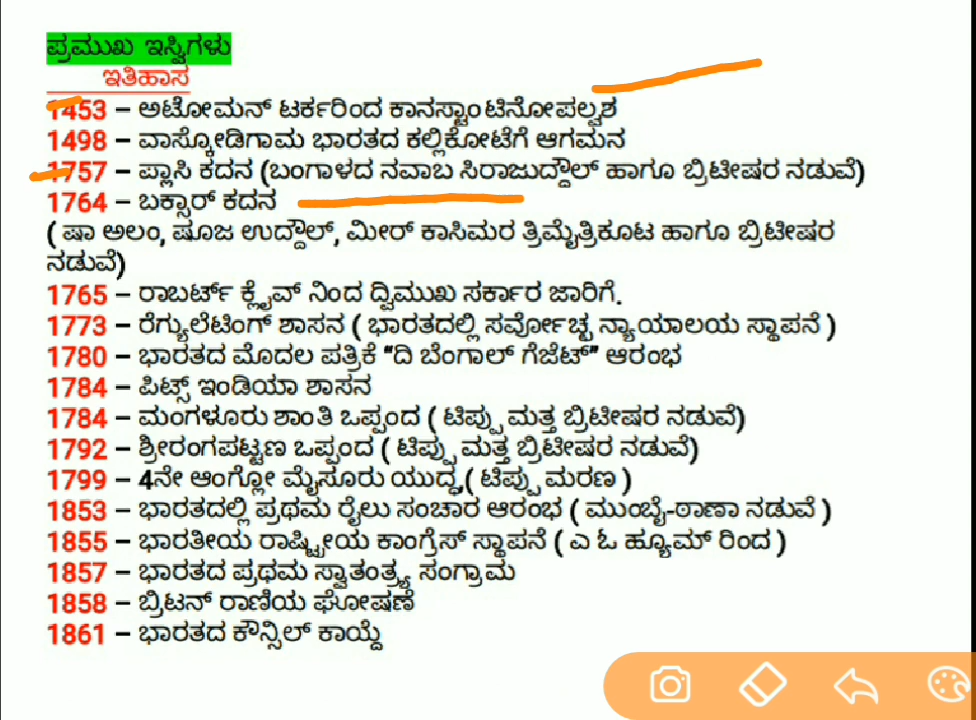 ಪ್ರಮುಖ ಇಸ್ವಿಗಳು
ಇತಿಹಾಸ
1453 – ಅಟೋಮನ್ ಟರ್ಕರಿಂದ ಕಾನಸ್ಟಾಂಟಿನೋಪಲ್ವಶ
1498 – ವಾಸ್ಕೋಡಿಗಾಮ ಭಾರತದ ಕಲ್ಲಿಕೋಟೆಗೆ ಆಗಮನ
1757 – ಪ್ಲಾಸಿ ಕದನ (ಬಂಗಾಳದ ನವಾಬ ಸಿರಾಜುದ್ದೌಲ್ ಹಾಗೂ ಬ್ರಿಟೀಷರ ನಡುವೆ)
1764 – ಬಕ್ಸಾರ್ ಕದನ
( ಷಾ ಅಲಂ, ಷೂಜ ಉದ್ದೌಲ್, ಮೀರ್ ಕಾಸಿಮರ ತ್ರಿಮೈತ್ರಿಕೂಟ ಹಾಗೂ ಬ್ರಿಟೀಷರ
ನಡುವೆ)
1765 – ರಾಬರ್ಟ್ ಕ್ಲೈವ್ ನಿಂದ ದ್ವಿಮುಖ ಸರ್ಕಾರ ಜಾರಿಗೆ.
1773 – ರೆಗ್ಯುಲೆಟಿಂಗ್ ಶಾಸನ ( ಭಾರತದಲ್ಲಿ ಸರ್ವೋಚ್ಚ ನ್ಯಾಯಾಲಯ ಸ್ಥಾಪನೆ )
1780 – ಭಾರತದ ಮೊದಲ ಪತ್ರಿಕೆ “ದಿ ಬೆಂಗಾಲ್ ಗೆಜೆಟ್” ಆರಂಭ
1784 – ಪಿಟ್ಸ್ ಇಂಡಿಯಾ ಶಾಸನ
1784 – ಮಂಗಳೂರು ಶಾಂತಿ ಒಪ್ಪಂದ ( ಟಿಪ್ಪು ಮತ್ತ ಬ್ರಿಟೀಷರ ನಡುವೆ)
1792 – ಶ್ರೀರಂಗಪಟ್ಟಣ ಒಪ್ಪಂದ ( ಟಿಪ್ಪು ಮತ್ತ ಬ್ರಿಟೀಷರ ನಡುವೆ)
1799 – 4ನೇ ಆಂಗ್ಲೋ ಮೈಸೂರು ಯುದ್ಧ,( ಟಿಪ್ಪು ಮರಣ )
1853 – ಭಾರತದಲ್ಲಿ ಪ್ರಥಮ ರೈಲು ಸಂಚಾರ ಆರಂಭ ( ಮುಂಬೈ-ಠಾಣಾ ನಡುವೆ )
1855 – ಭಾರತೀಯ ರಾಷ್ಟ್ರೀಯ ಕಾಂಗ್ರೆಸ್ ಸ್ಥಾಪನೆ ( ಎ ಓ ಹ್ಯೂಮ್ ರಿಂದ )
1857 – ಭಾರತದ ಪ್ರಥಮ ಸ್ವಾತಂತ್ರ್ಯ ಸಂಗ್ರಾಮ
1858 – ಬ್ರಿಟನ್ ರಾಣಿಯ ಘೋಷಣೆ
1861 – ಭಾರತದ ಕೌನ್ಸಿಲ್ ಕಾಯ್ದೆ